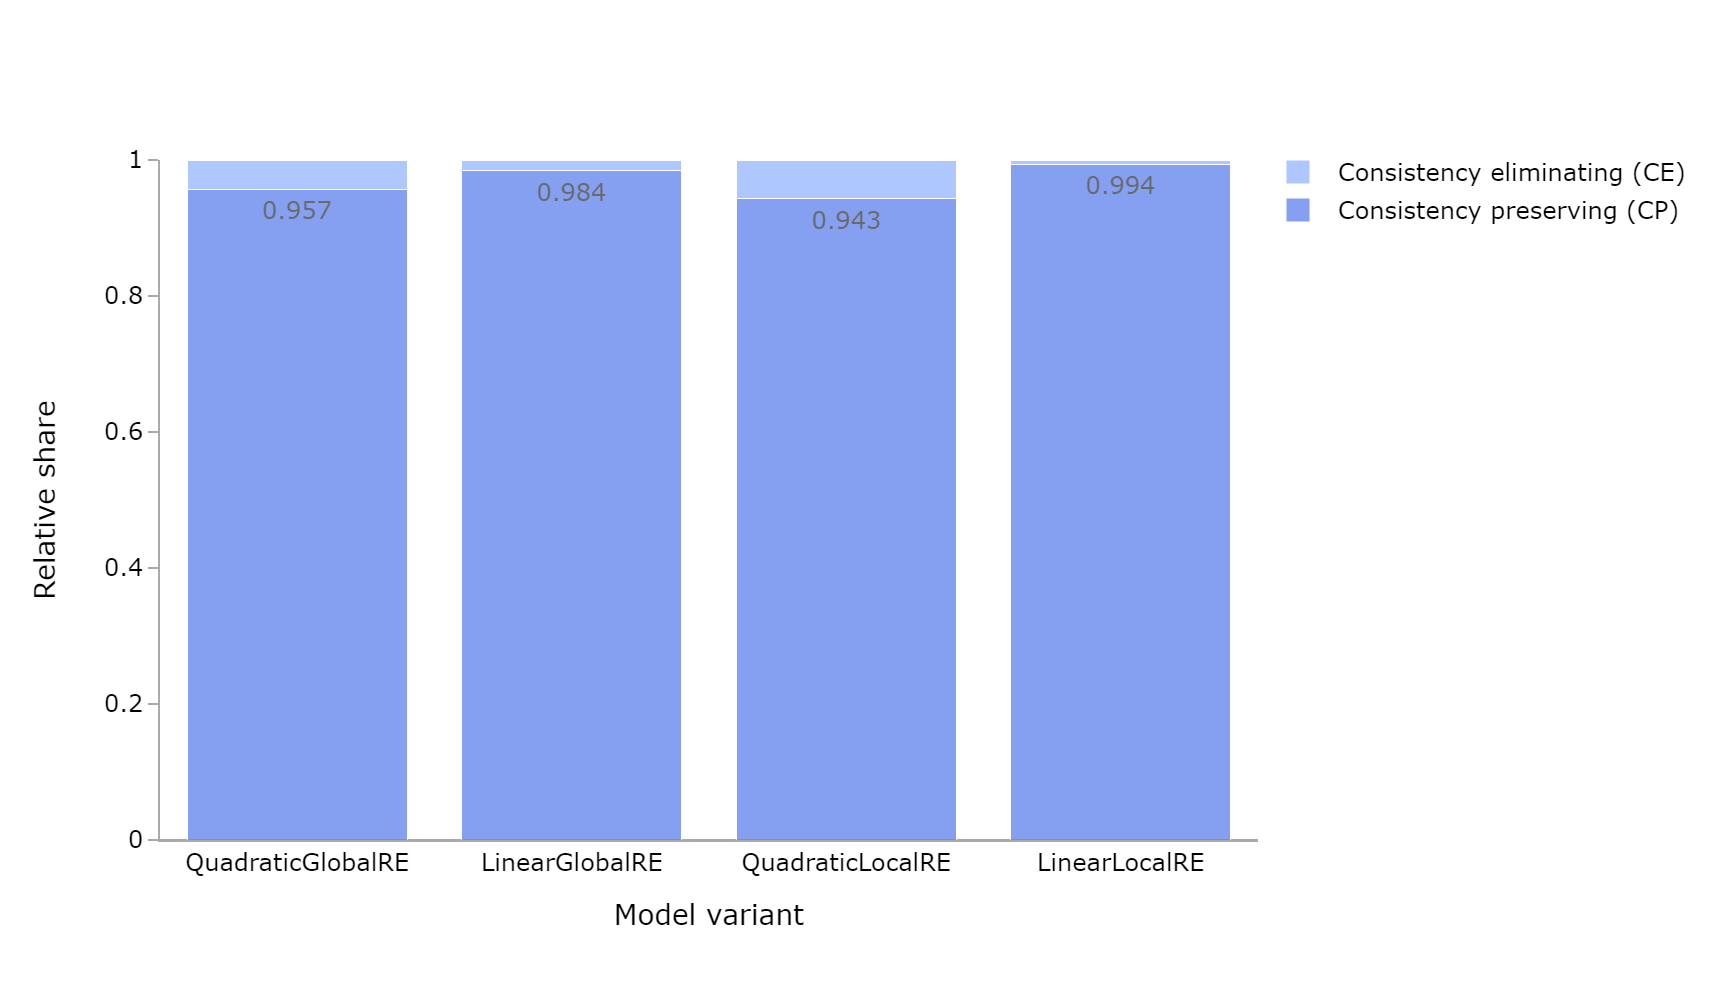 Consistency eliminating (CE)
Consistency preserving (CP)
1
0.8
0.6
0.4
0.2
0
Relative share
0.957
0.984
0.943
0.994
QuadraticGlobalRE
LinearGlobalRE
QuadraticLocalRE
LinearLocalRE
Model variant